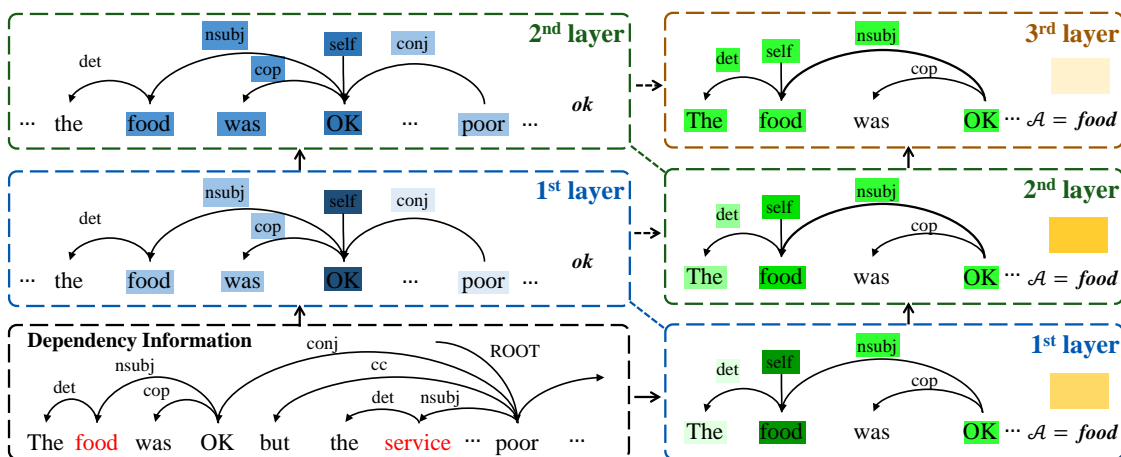 2nd layer
nsubj
self
conj
det
cop
... the food was OK ... poor ...
ok
3rd layer
nsubj
self
det
cop
The food was OK ... 𝒜 = food
1st layer
nsubj
self
conj
det
cop
... the food was OK ... poor ...
ok
2nd layer
nsubj
self
det
cop
The food was OK ... 𝒜 = food
Dependency Information
conj
ROOT
nsubj
cc
det
cop
det
nsubj
The food was OK but the service ... poor ...
1st layer
nsubj
self
det
cop
The food was OK ... 𝒜 = food